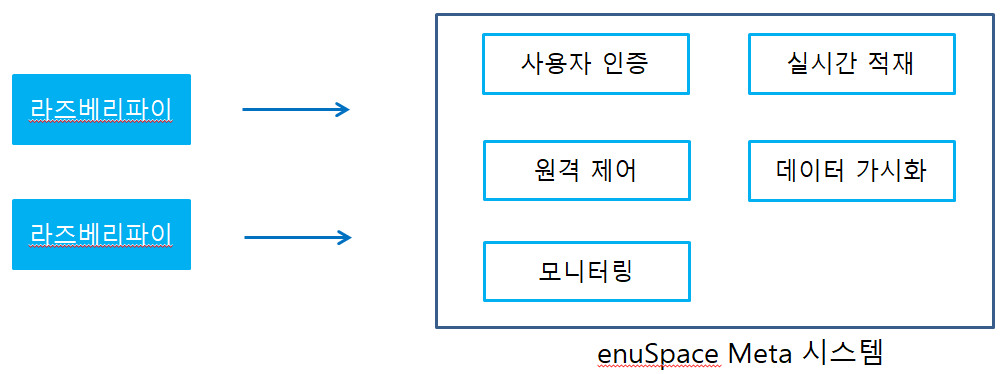 라즈베리파이
라즈베리파이
사용자 인증
실시간 적재
원격 제어
데이터 가시화
모니터링
enuSpace Meta 시스템